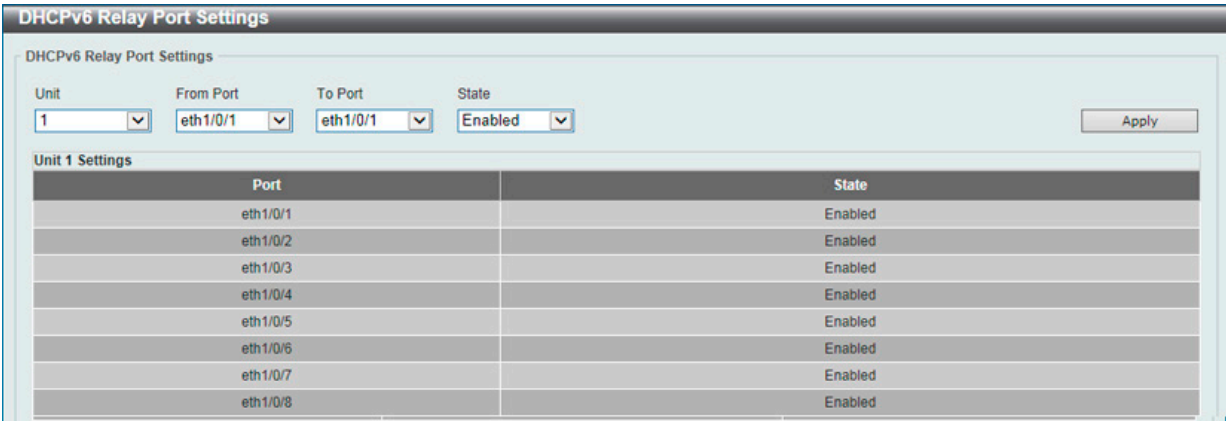 DHCPv6 Relay Port Settings
DHCPv6 Relay Port Settings
Unit From Port To Port State
1 eth1/0/1 eth1/0/1 Enabled Apply
Unit 1 Settings
Port State
eth1/0/1 Enabled
eth1/0/2 Enabled
eth1/0/3 Enabled
eth1/0/4 Enabled
eth1/0/5 Enabled
eth1/0/6 Enabled
eth1/0/7 Enabled
eth1/0/8 Enabled